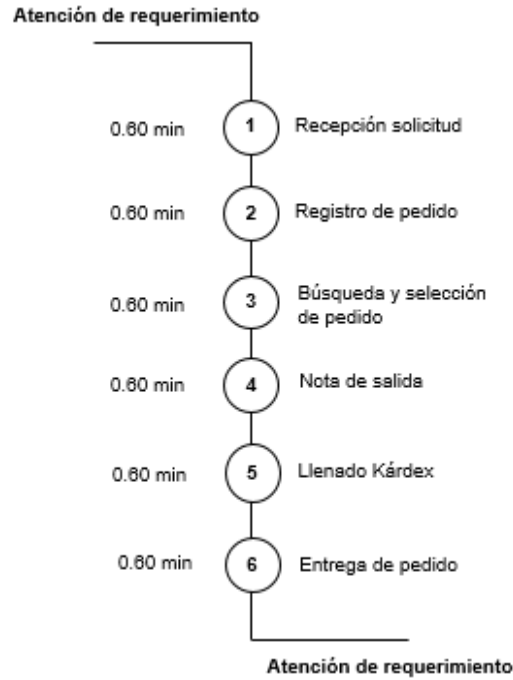 Atención de requerimiento
0.60 min 1 Recepción solicitud
0.60 min 2 Registro de pedido
0.60 min 3 Búsqueda y selección
de pedido
0.60 min 4 Nota de salida
0.60 min 5 Llenado Kárdex
0.60 min 6 Entrega de pedido
Atención de requerimiento